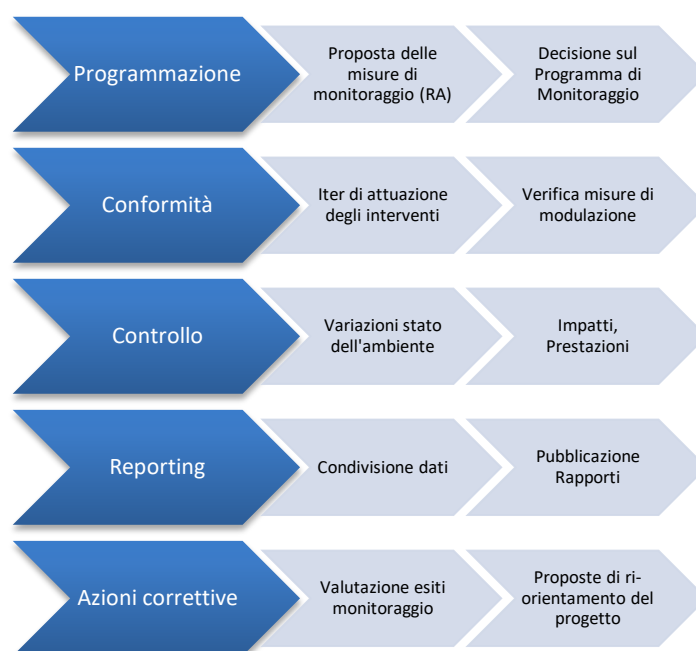 Programmazione
Proposta delle
misure di
monitoraggio (RA)
Decisione sul
Programma di
Monitoraggio
Conformità
Iter di attuazione
degli interventi
Verifica misure di
modulazione
Controllo
Variazioni stato
dell'ambiente
Impatti,
Prestazioni
Reporting
Condivisione dati
Pubblicazione
Rapporti
Azioni correttive
Valutazione esiti
monitoraggio
Proposte di ri-
orientamento del
progetto